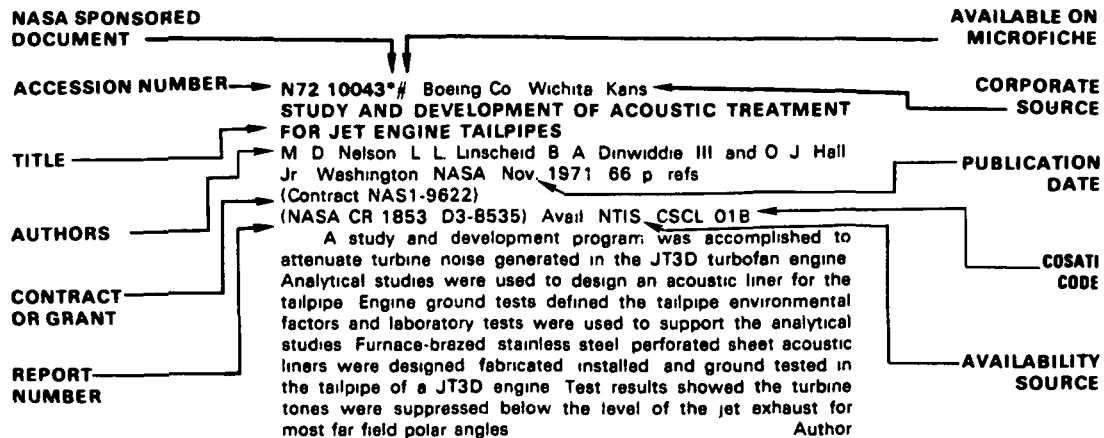 NASA SPONSORED
DOCUMENT
AVAILABLE ON
MICROFICHE
ACCESSION NUMBER
N72 10043*# Boeing Co Wichita Kans
CORPORATE
SOURCE
STUDY AND DEVELOPMENT OF ACOUSTIC TREATMENT
FOR JET ENGINE TAILPIPES
TITLE
M D Nelson L L. Linscheid B A Dinwiddie III and O J Hall
Jr Washington NASA Nov. 1971 66 p refs
PUBLICATION
DATE
(Contract NAS1-9622)
(NASA CR 1853 D3-8535) Avail NTIS CSCL 01B
AUTHORS
A study and development program was accomplished to
attenuate turbine noise generated in the JT3D turbofan engine
COSATI
CODE
Analytical studies were used to design an acoustic liner for the
CONTRACT
OR GRANT
tailpipe Engine ground tests defined the tailpipe environmental
factors and laboratory tests were used to support the analytical
studies Furnace-brazed stainless steel perforated sheet acoustic
liners were designed fabricated installed and ground tested in
AVAILABILITY
SOURCE
REPORT
NUMBER
the tailpipe of a JT3D engine Test results showed the turbine
tones were suppressed below the level of the jet exhaust for
most far field polar angles Author